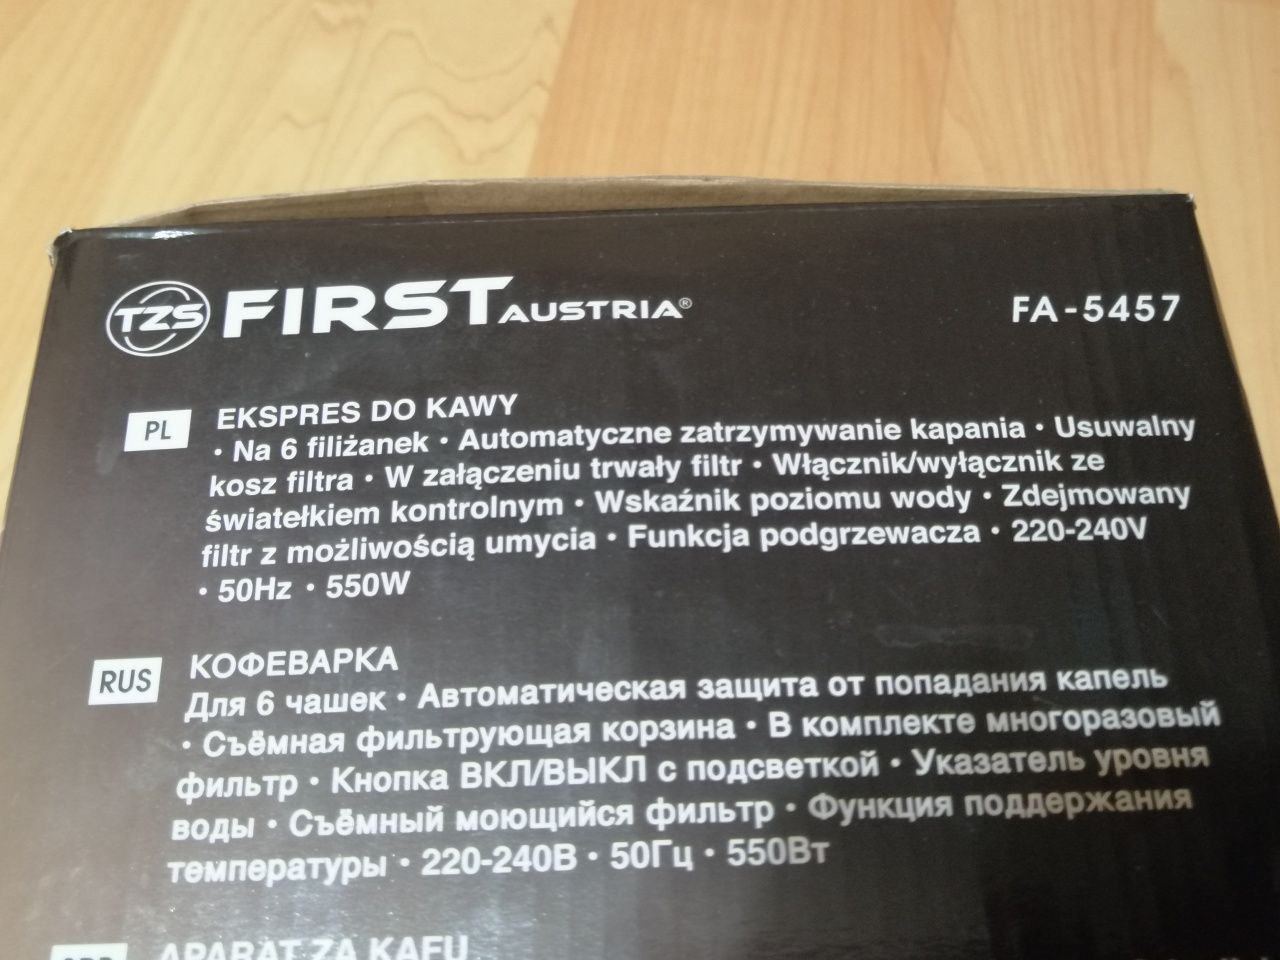 TZS FIRST AUSTRIA® FA-5457
PL EKSPRES DO KAWY
• Na 6 filiżanek • Automatyczne zatrzymywanie kapania • Usuwalny
kosz filtra • W załączeniu trwały filtr • Włącznik/wyłącznik ze
światełkiem kontrolnym • Wskaźnik poziomu wody • Zdejmowany
filtr z możliwością umycia • Funkcja podgrzewacza • 220-240V
• 50Hz • 550W
RUS КОФЕВАРКА
Для 6 чашек • Автоматическая защита от попадания капель
• Съёмная фильтрующая корзина • В комплекте многоразовый
фильтр • Кнопка ВКЛ/ВЫКЛ с подсветкой • Указатель уровня
воды • Съёмный моющийся фильтр • Функция поддержания
температуры • 220-240В • 50Гц • 550Вт
APARAT ZA KAFU